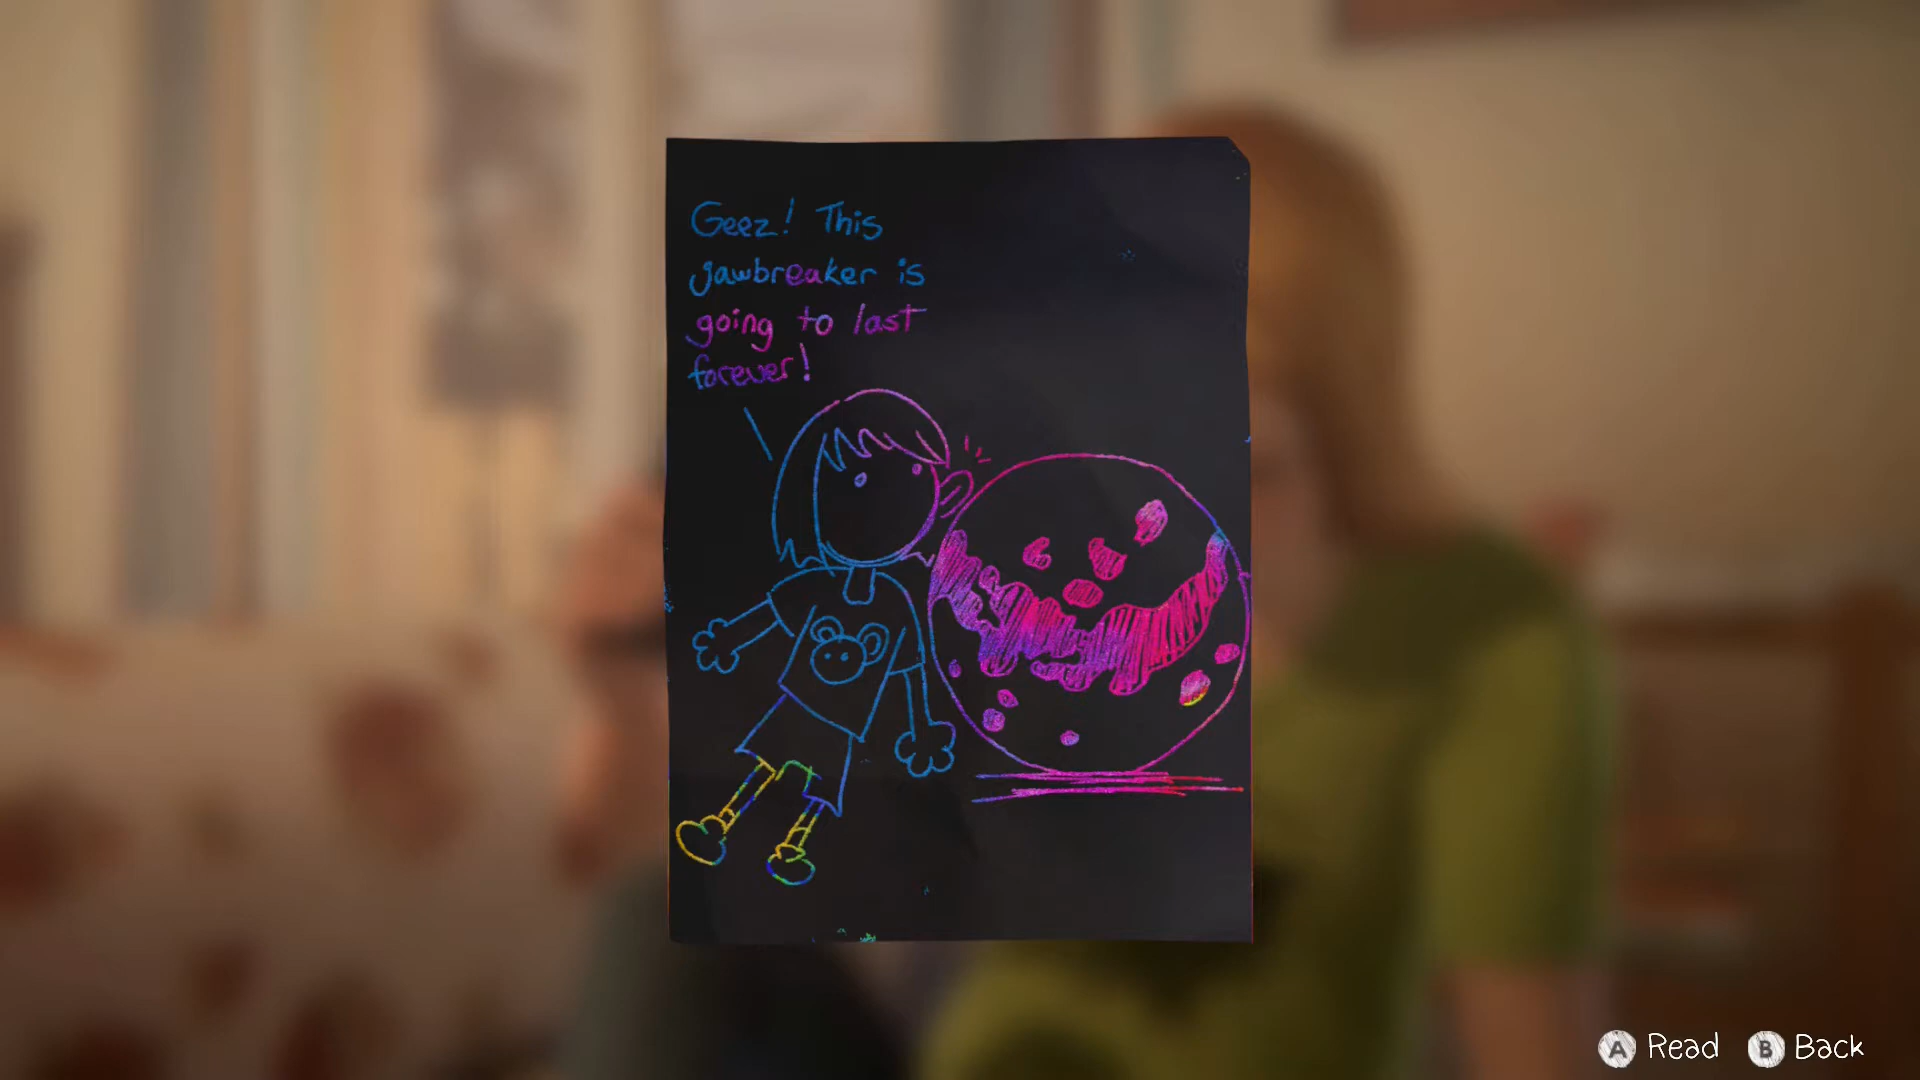 Geez! This
jawbreaker is
going to last
forever!
A Read B Back